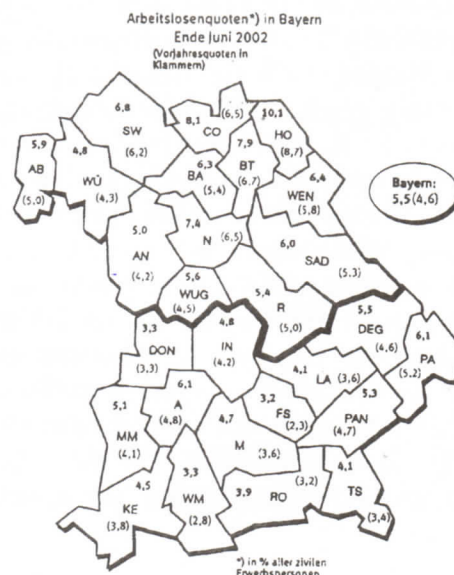 Arbeitslosenquoten*) in Bayern
Ende Juni 2002
(Vorjahresquoten in
Klammern)
6,8
SW
(6,2)
8,1
CO
(6,5)
10,1
HO
(8,7)
5,9
AB
(5,0)
4,8
WÜ
(4,3)
6,3
BA
(5,4)
7,9
BT
(6,7)
6,4
WEN
(5,8)
Bayern:
5,5(4,6)
5,0
AN
(4,2)
7,4
N
(6,5)
6,0
SAD
(5,3)
5,6
WUG
(4,5)
5,4
R
(5,0)
5,5
DEG
(4,6)
6,1
PA
(5,2)
3,3
DON
(3,3)
4,8
IN
(4,2)
4,1
LA (3,6)
5,3
PAN
(4,7)
6,1
A
(4,8)
3,2
FS
(2,3)
5,1
MM
(4,1)
4,7
M
(3,6)
4,5
KE
(3,8)
3,3
WM
(2,8)
3,9
RO
(3,2)
4,1
TS
(3,4)
*) in % aller zivilen
Erwerbspersonen